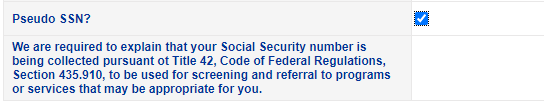 Pseudo SSN?
We are required to explain that your Social Security number is
being collected pursuant ot Title 42, Code of Federal Regulations,
Section 435.910, to be used for screening and referral to programs
or services that may be appropriate for you.